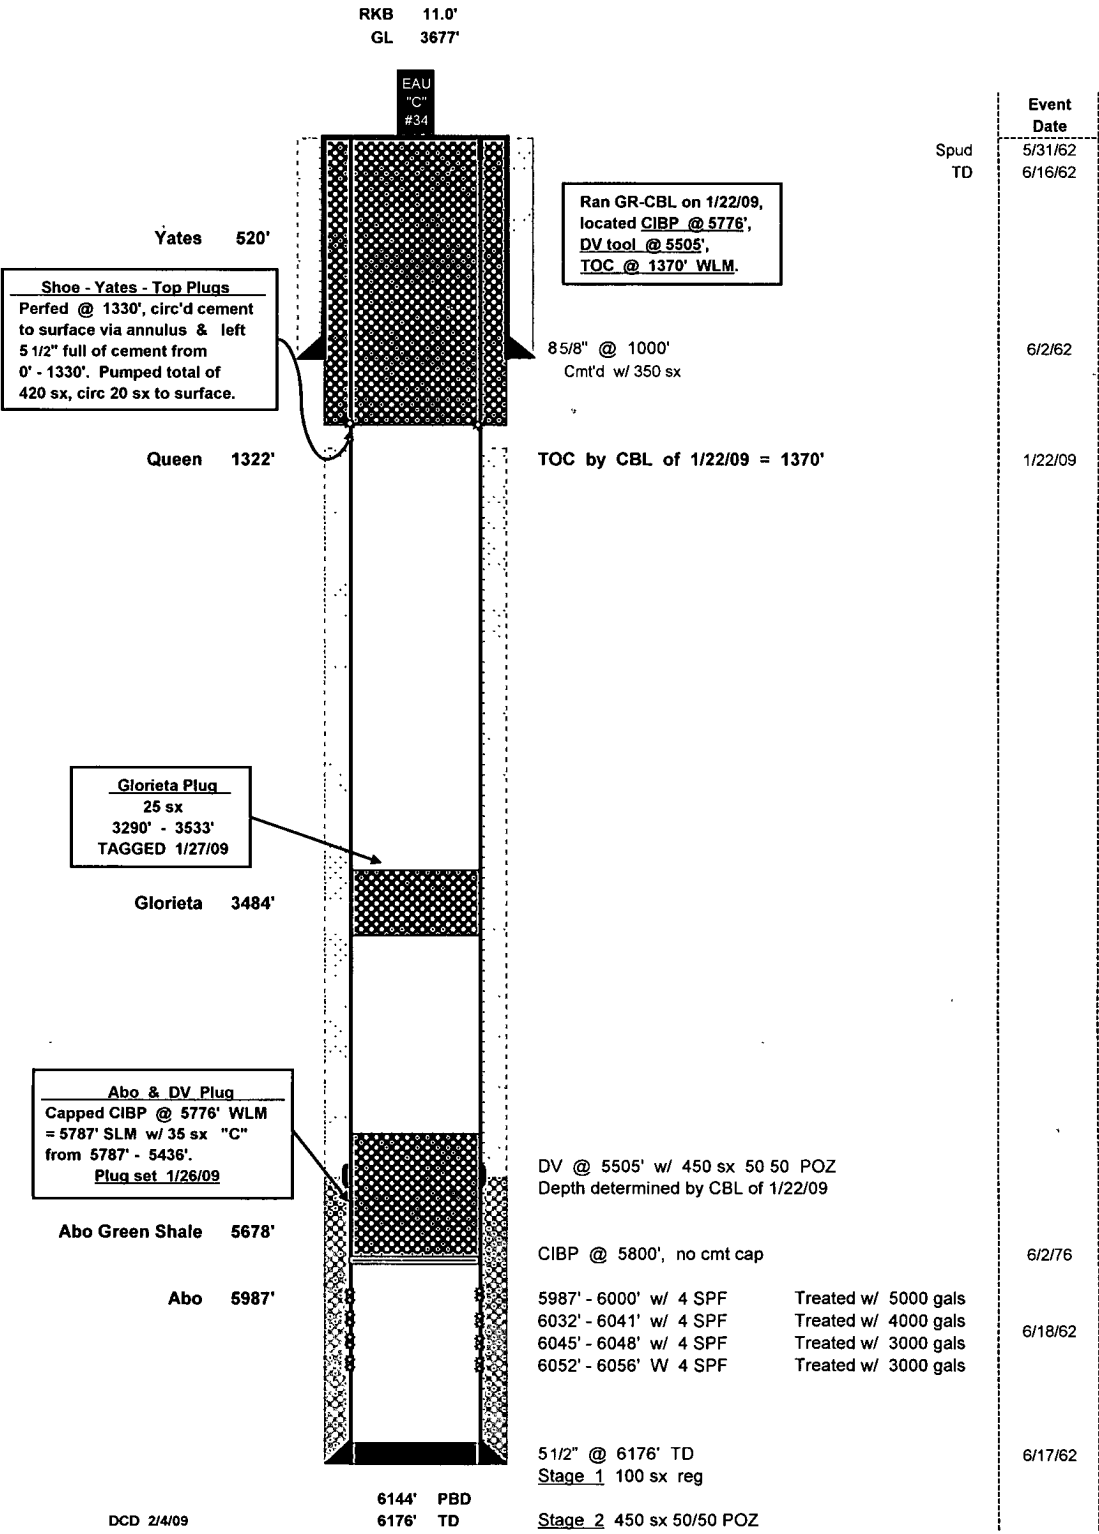 RKB 11.0'
GL 3677'
EAU
"C"
#34
Event
Date
Spud 5/31/62
TD 6/16/62
Ran GR-CBL on 1/22/09,
located CIBP @ 5776',
DV tool @ 5505',
TOC @ 1370' WLM.
Yates 520'
Shoe - Yates - Top Plugs
Perfed @ 1330', circ'd cement
to surface via annulus & left
5 1/2" full of cement from
0' - 1330'. Pumped total of
420 sx, circ 20 sx to surface.
8 5/8" @ 1000' 6/2/62
Cmt'd w/ 350 sx
Queen 1322'
TOC by CBL of 1/22/09 = 1370' 1/22/09
Glorieta Plug
25 sx
3290' - 3533'
TAGGED 1/27/09
Glorieta 3484'
Abo & DV Plug
Capped CIBP @ 5776' WLM
= 5787' SLM w/ 35 sx "C"
from 5787' - 5436'.
Plug set 1/26/09
DV @ 5505' w/ 450 sx 50 50 POZ
Depth determined by CBL of 1/22/09
Abo Green Shale 5678'
CIBP @ 5800', no cmt cap 6/2/76
Abo 5987'
5987' - 6000' w/ 4 SPF Treated w/ 5000 gals
6032' - 6041' w/ 4 SPF Treated w/ 4000 gals
6045' - 6048' w/ 4 SPF Treated w/ 3000 gals
6052' - 6056' W 4 SPF Treated w/ 3000 gals
6/18/62
5 1/2" @ 6176' TD 6/17/62
Stage 1 100 sx reg
6144' PBD
6176' TD
Stage 2 450 sx 50/50 POZ
DCD 2/4/09